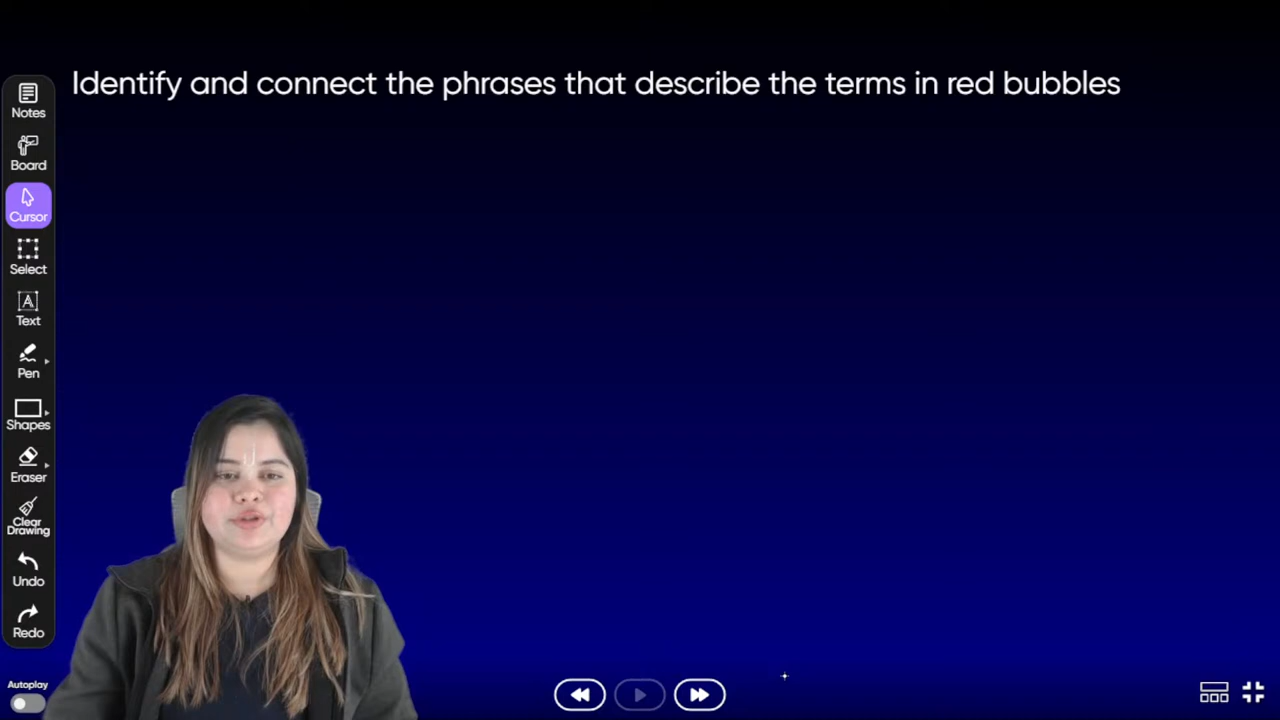 Identify and connect the phrases that describe the terms in red bubbles
Notes
Board
Cursor
Select
Text
Pen
Shapes
Eraser
Clear
Drawing
Undo
Redo
Autoplay